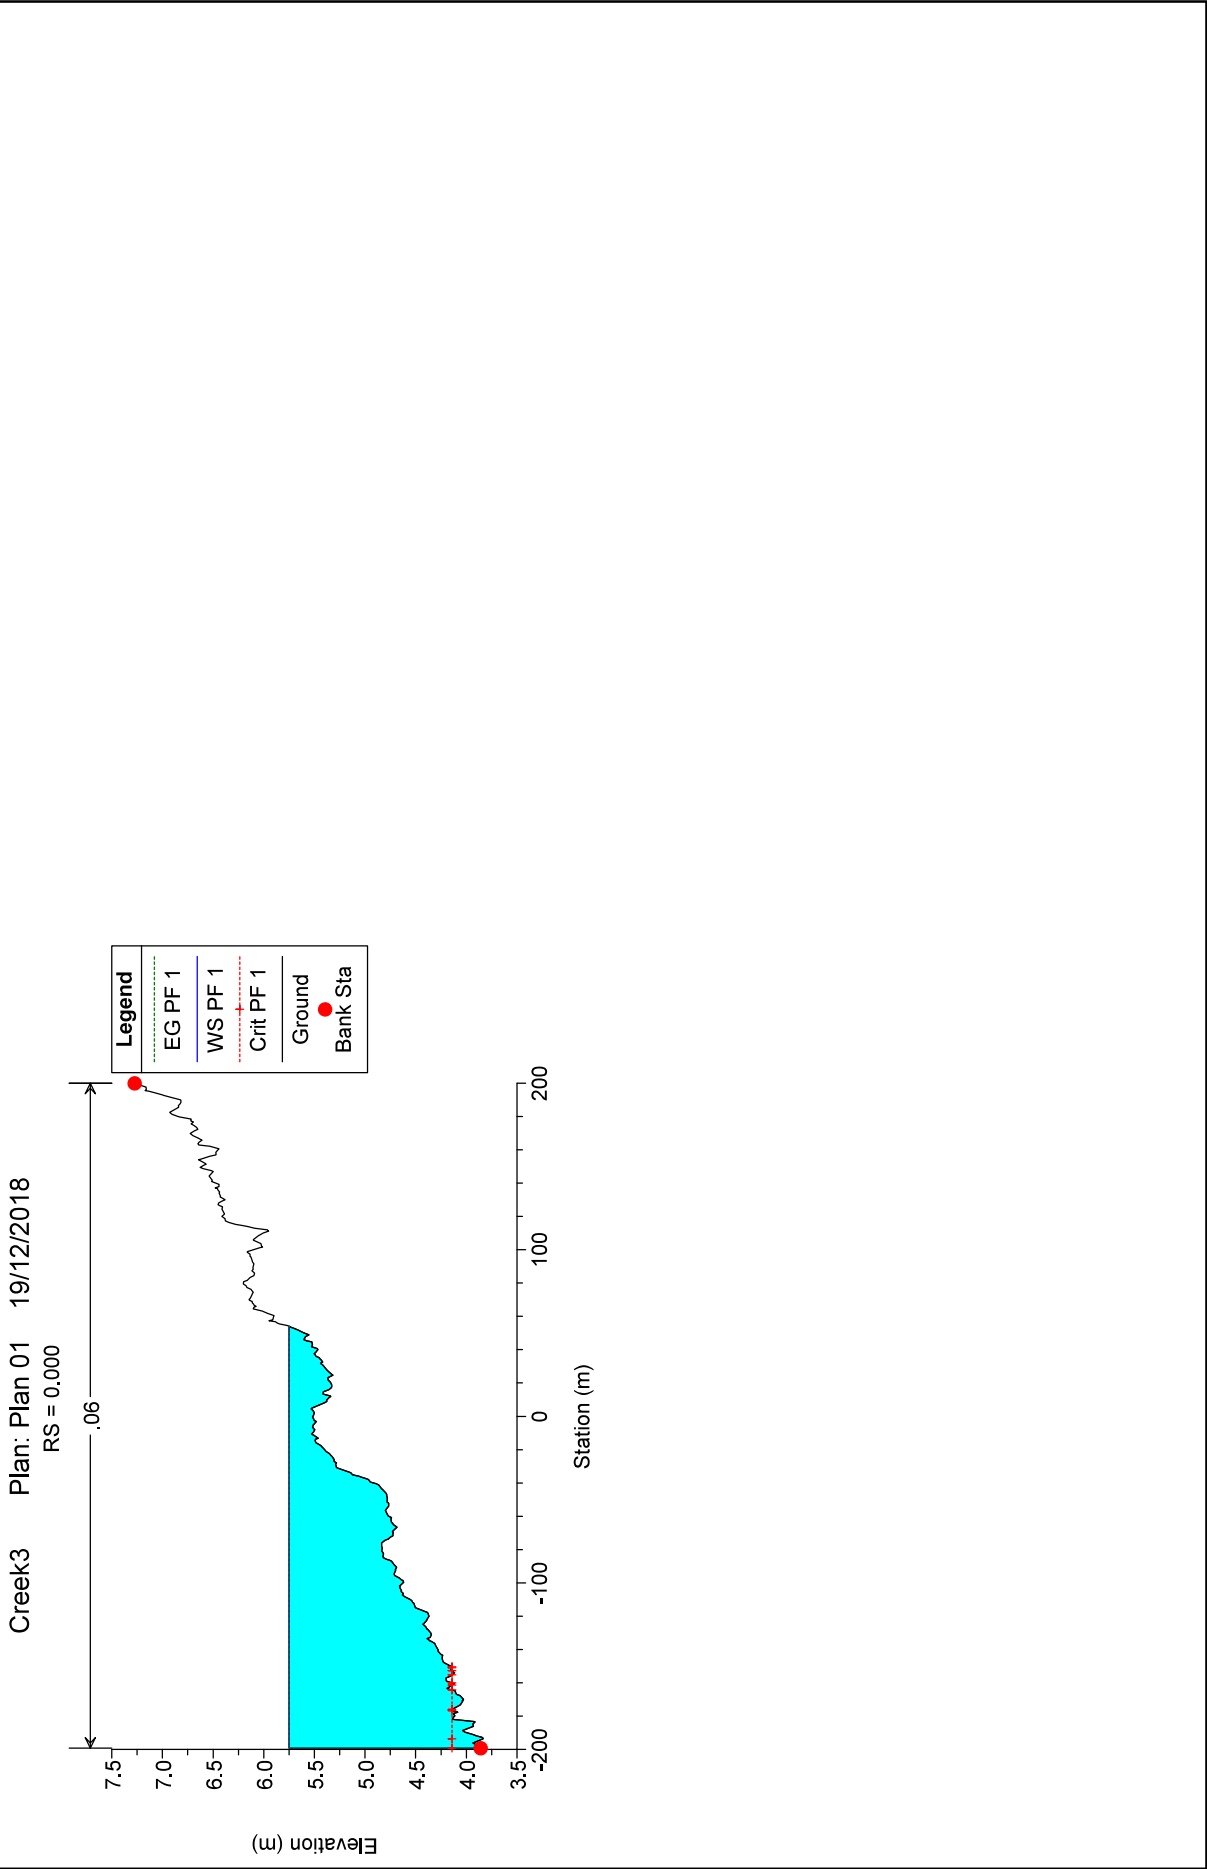 Creek3 Plan: Plan 01 19/12/2018
RS = 0.000
.06
7.5
7.0
6.5
6.0
5.5
5.0
4.5
4.0
3.5
Elevation (m)
-200
-100
0
100
200
Station (m)
Legend
EG PF 1
WS PF 1
Crit PF 1
Ground
Bank Sta